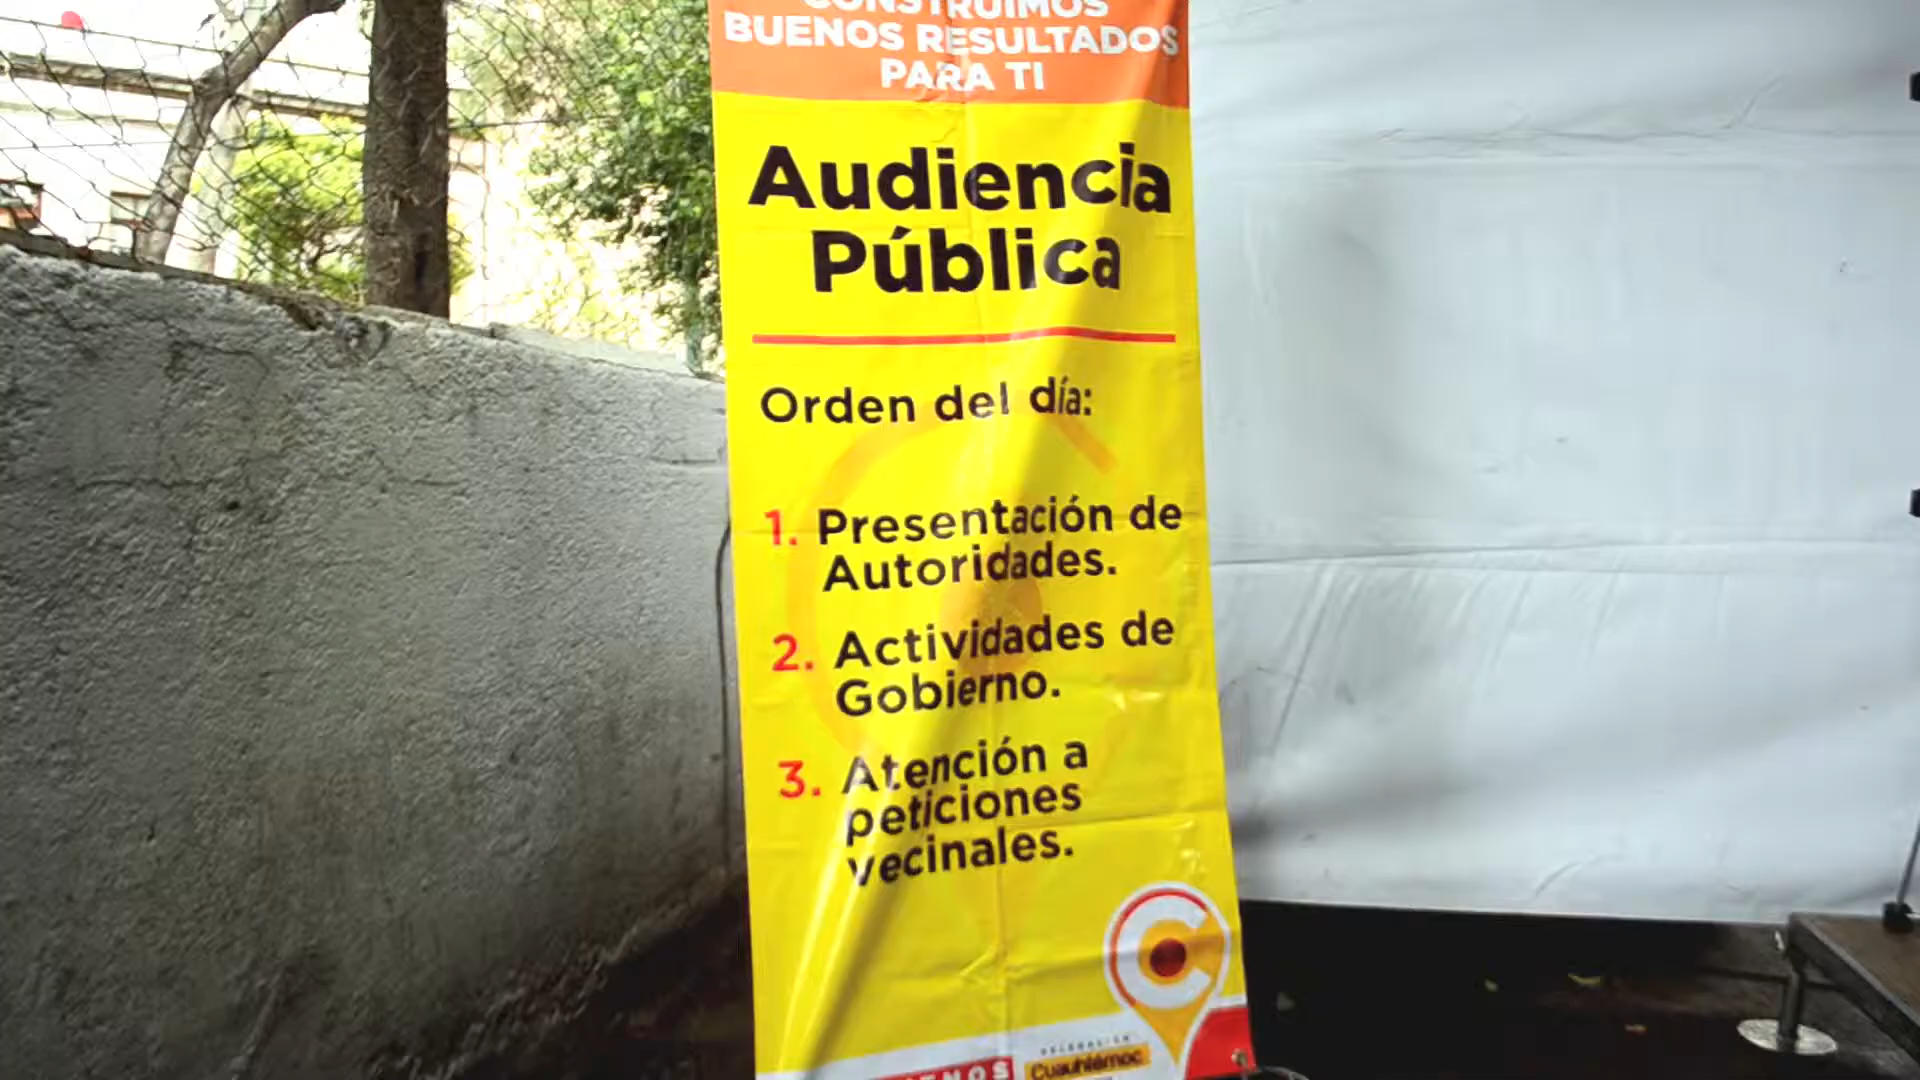 CONSTRUIMOS
BUENOS RESULTADOS
PARA TI
Audiencia
Pública
Orden del día:
1. Presentación de
Autoridades.
2. Actividades de
Gobierno.
3. Atención a
peticiones
vecinales.
C
DELEGACIÓN
Cuauhtémoc